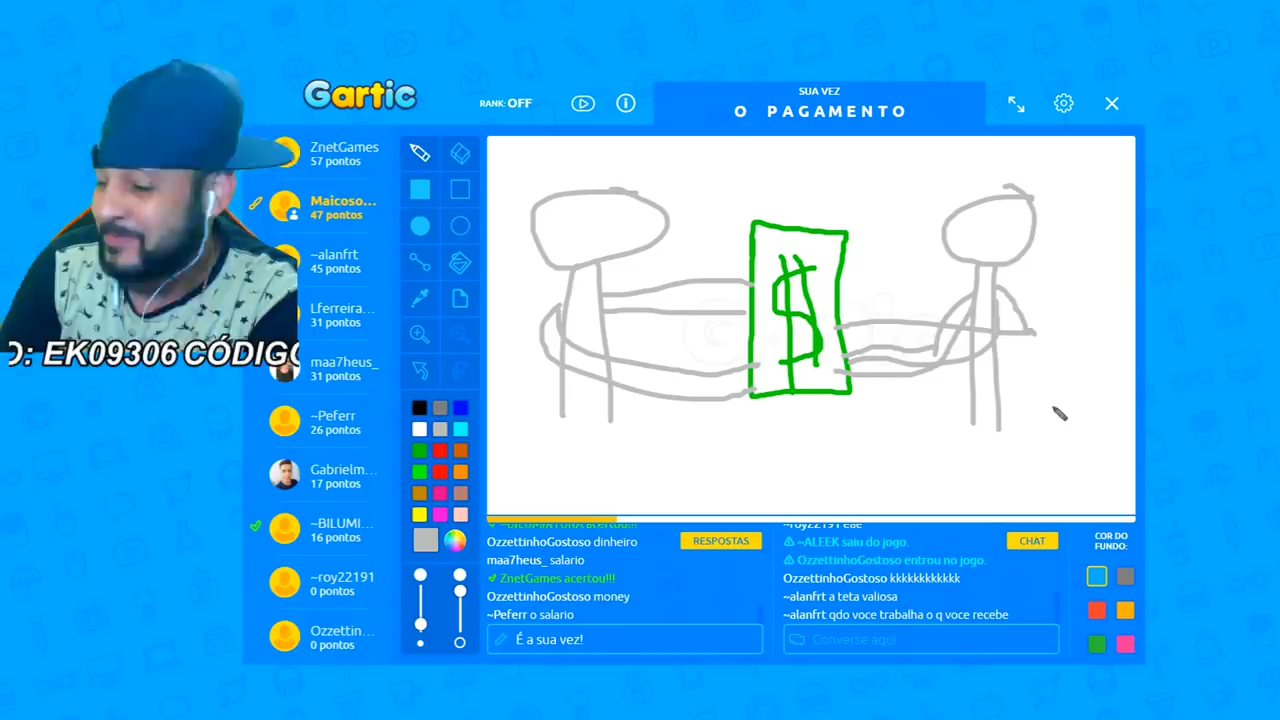 Gartic
RANK: OFF
SUA VEZ
O PAGAMENTO
ZnetGames
57 pontos
Maicoso...
47 pontos
~alanfrt
45 pontos
Lferreira...
31 pontos
maa7heus_
31 pontos
~Peferr
26 pontos
Gabrielm...
17 pontos
~BILUMI...
16 pontos
~roy22191
0 pontos
Ozzettin...
0 pontos
D: EK09306 CÓDIGO
$
OzzettinhoGostoso dinheiro
maa7heus_ salario
ZnetGames acertou!!!
OzzettinhoGostoso money
~Peferr o salario
RESPOSTAS
É a sua vez!
~roy22191 eae
~ALEEK saiu do jogo.
OzzettinhoGostoso entrou no jogo.
OzzettinhoGostoso kkkkkkkkkkkk
~alanfrt a teta valiosa
~alanfrt qdo voce trabalha o q voce recebe
CHAT
Converse aqui
COR DO
FUNDO: